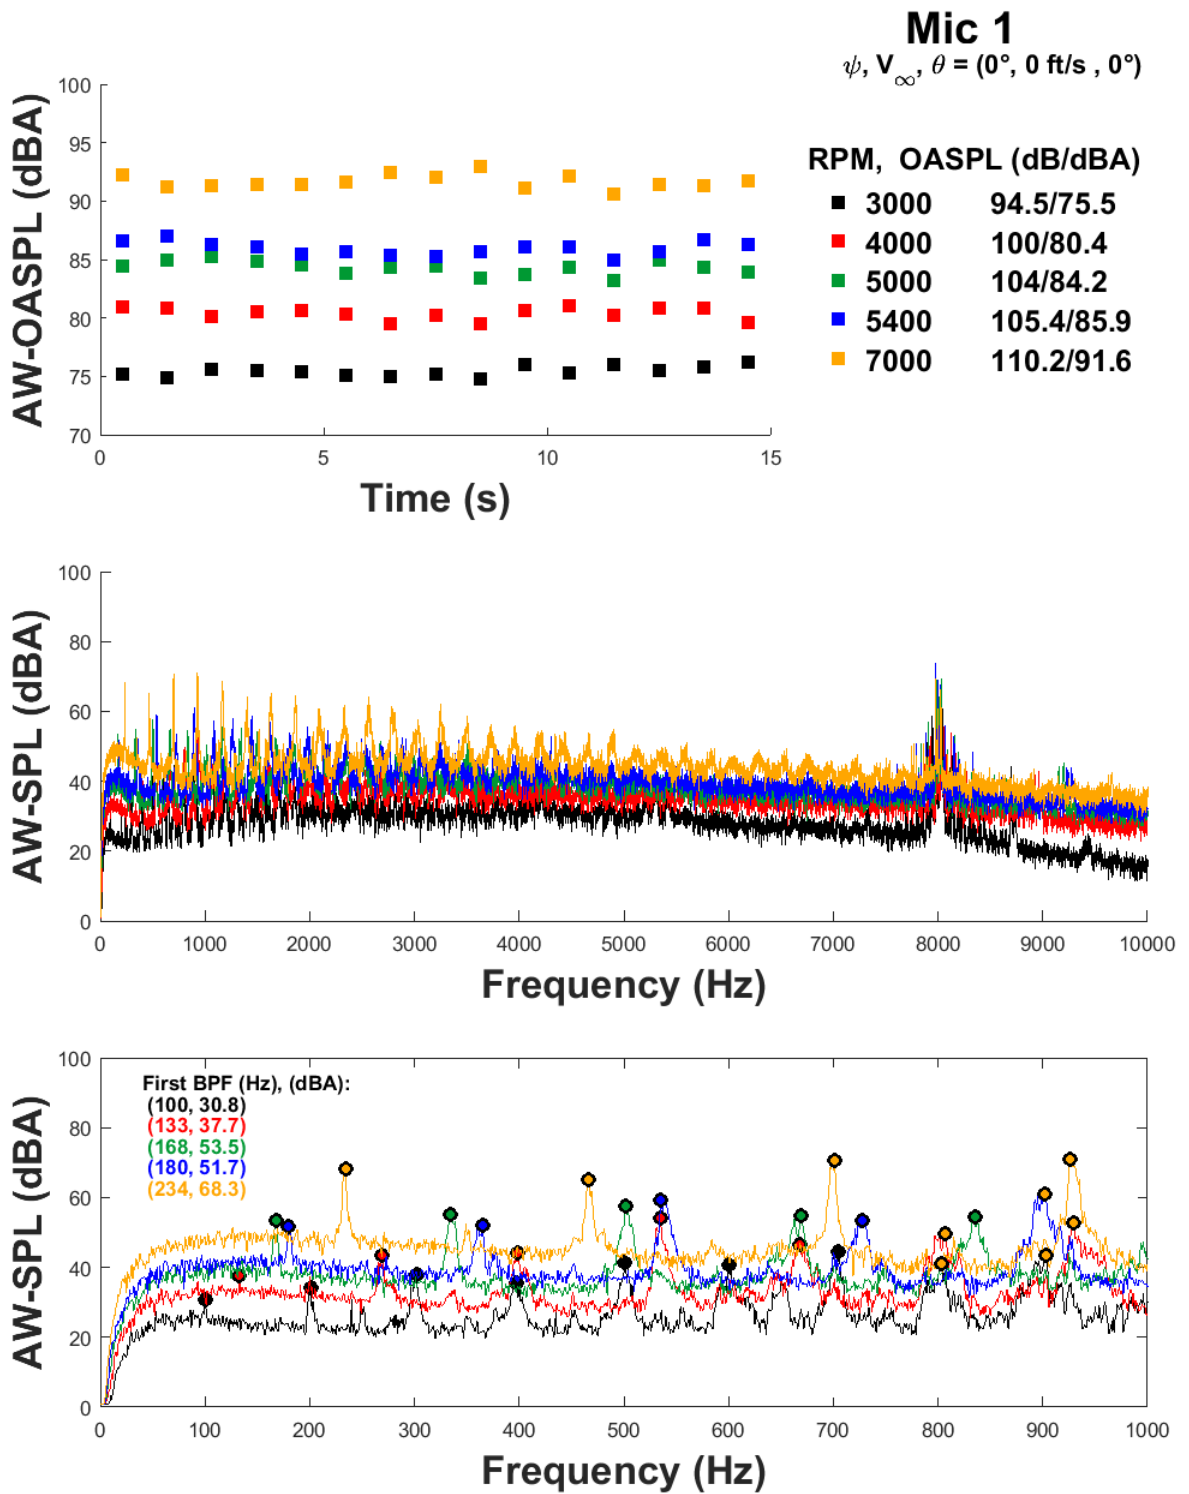 Mic 1
ψ, V∞, θ = (0°, 0 ft/s , 0°)
100
95
90
85
80
75
70
AW-OASPL (dBA)
0 5 10 15
Time (s)
RPM, OASPL (dB/dBA)
3000 94.5/75.5
4000 100/80.4
5000 104/84.2
5400 105.4/85.9
7000 110.2/91.6
100
80
60
40
20
0
AW-SPL (dBA)
0 1000 2000 3000 4000 5000 6000 7000 8000 9000 10000
Frequency (Hz)
100
80
60
40
20
0
AW-SPL (dBA)
First BPF (Hz), (dBA):
(100, 30.8)
(133, 37.7)
(168, 53.5)
(180, 51.7)
(234, 68.3)
0 100 200 300 400 500 600 700 800 900 1000
Frequency (Hz)